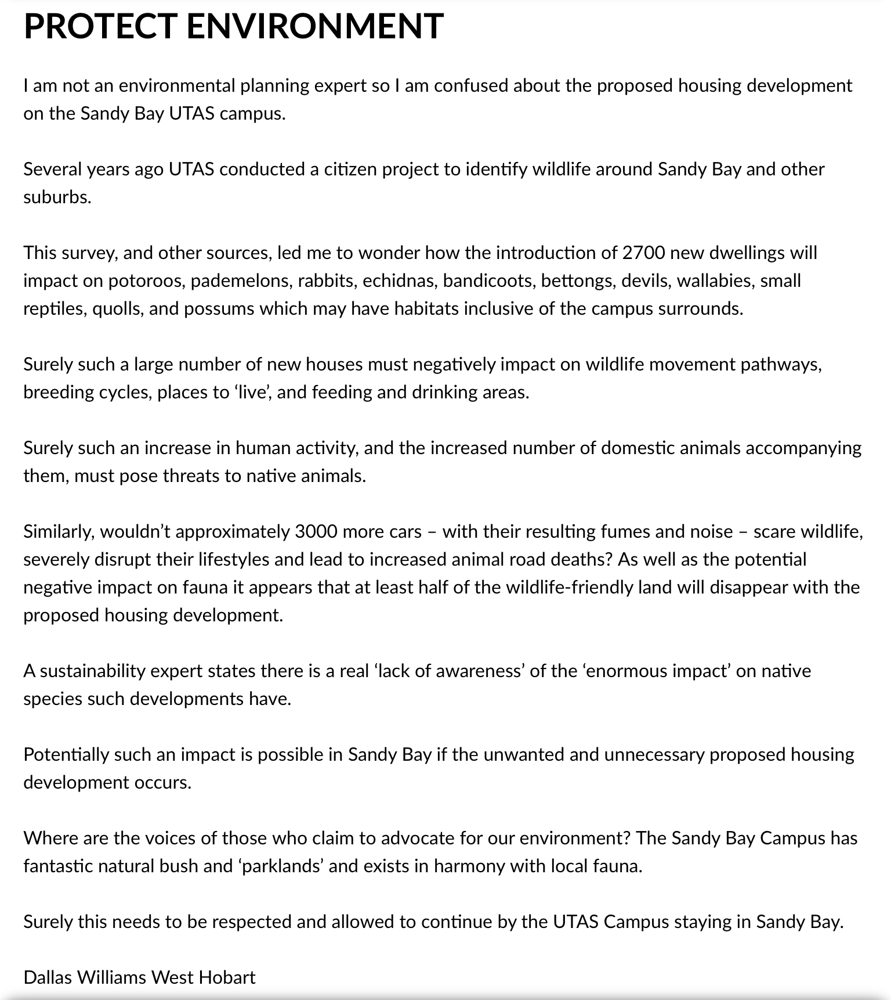 PROTECT ENVIRONMENT
I am not an environmental planning expert so I am confused about the proposed housing development
on the Sandy Bay UTAS campus.
Several years ago UTAS conducted a citizen project to identify wildlife around Sandy Bay and other
suburbs.
This survey, and other sources, led me to wonder how the introduction of 2700 new dwellings will
impact on potoroos, pademelons, rabbits, echidnas, bandicoots, bettongs, devils, wallabies, small
reptiles, quolls, and possums which may have habitats inclusive of the campus surrounds.
Surely such a large number of new houses must negatively impact on wildlife movement pathways,
breeding cycles, places to ‘live’, and feeding and drinking areas.
Surely such an increase in human activity, and the increased number of domestic animals accompanying
them, must pose threats to native animals.
Similarly, wouldn’t approximately 3000 more cars – with their resulting fumes and noise – scare wildlife,
severely disrupt their lifestyles and lead to increased animal road deaths? As well as the potential
negative impact on fauna it appears that at least half of the wildlife-friendly land will disappear with the
proposed housing development.
A sustainability expert states there is a real ‘lack of awareness’ of the ‘enormous impact’ on native
species such developments have.
Potentially such an impact is possible in Sandy Bay if the unwanted and unnecessary proposed housing
development occurs.
Where are the voices of those who claim to advocate for our environment? The Sandy Bay Campus has
fantastic natural bush and ‘parklands’ and exists in harmony with local fauna.
Surely this needs to be respected and allowed to continue by the UTAS Campus staying in Sandy Bay.
Dallas Williams West Hobart